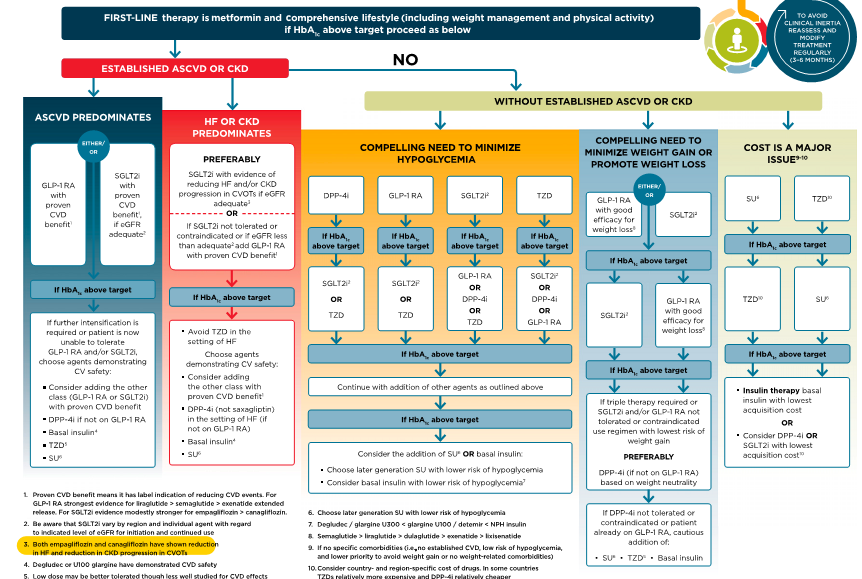 FIRST-LINE therapy is metformin and comprehensive lifestyle (including weight management and physical activity)
if HbA1c above target proceed as below
TO AVOID
CLINICAL INERTIA
REASSESS AND
MODIFY
TREATMENT
REGULARLY
(3–6 MONTHS)
ESTABLISHED ASCVD OR CKD
NO
WITHOUT ESTABLISHED ASCVD OR CKD
ASCVD PREDOMINATES
EITHER/
OR
GLP-1 RA
with
proven
CVD
benefit¹
SGLT2i
with
proven
CVD
benefit¹,
if eGFR
adequate²
If HbA1c above target
If further intensification is
required or patient is now
unable to tolerate
GLP-1 RA and/or SGLT2i,
choose agents demonstrating
CV safety:
▪ Consider adding the other
class (GLP-1 RA or SGLT2i)
with proven CVD benefit
▪ DPP-4i if not on GLP-1 RA
▪ Basal insulin⁴
▪ TZD⁵
▪ SU⁶
HF OR CKD
PREDOMINATES
PREFERABLY
SGLT2i with evidence of
reducing HF and/or CKD
progression in CVOTs if eGFR
adequate³
OR
If SGLT2i not tolerated or
contraindicated or if eGFR less
than adequate² add GLP-1 RA
with proven CVD benefit¹
If HbA1c above target
▪ Avoid TZD in the
setting of HF
Choose agents
demonstrating CV safety:
▪ Consider adding
the other class with
proven CVD benefit¹
▪ DPP-4i (not saxagliptin)
in the setting of HF (if
not on GLP-1 RA)
▪ Basal insulin⁴
▪ SU⁶
COMPELLING NEED TO MINIMIZE
HYPOGLYCEMIA
DPP-4i
GLP-1 RA
SGLT2i²
TZD
If HbA1c
above target
If HbA1c
above target
If HbA1c
above target
If HbA1c
above target
SGLT2i²
OR
TZD
SGLT2i²
OR
TZD
GLP-1 RA
OR
DPP-4i
OR
TZD
SGLT2i²
OR
DPP-4i
OR
GLP-1 RA
If HbA1c above target
Continue with addition of other agents as outlined above
If HbA1c above target
Consider the addition of SU⁶ OR basal insulin:
• Choose later generation SU with lower risk of hypoglycemia
• Consider basal insulin with lower risk of hypoglycemia⁷
COMPELLING NEED TO
MINIMIZE WEIGHT GAIN OR
PROMOTE WEIGHT LOSS
EITHER/
OR
GLP-1 RA
with good
efficacy for
weight loss⁸
SGLT2i²
If HbA1c above target
SGLT2i²
GLP-1 RA
with good
efficacy for
weight loss⁸
If HbA1c above target
If triple therapy required or
SGLT2i and/or GLP-1 RA not
tolerated or contraindicated
use regimen with lowest risk of
weight gain
PREFERABLY
DPP-4i (if not on GLP-1 RA)
based on weight neutrality
If DPP-4i not tolerated or
contraindicated or patient
already on GLP-1 RA, cautious
addition of:
• SU⁶ • TZD⁵ • Basal insulin
COST IS A MAJOR
ISSUE⁹⁻¹⁰
SU⁶
TZD¹⁰
If HbA1c above target
TZD¹⁰
SU⁶
If HbA1c above target
• Insulin therapy basal
insulin with lowest
acquisition cost
OR
• Consider DPP-4i OR
SGLT2i with lowest
acquisition cost¹⁰
1. Proven CVD benefit means it has label indication of reducing CVD events. For
GLP-1 RA strongest evidence for liraglutide > semaglutide > exenatide extended
release. For SGLT2i evidence modestly stronger for empagliflozin > canagliflozin.
2. Be aware that SGLT2i vary by region and individual agent with regard
to indicated level of eGFR for initiation and continued use
3. Both empagliflozin and canagliflozin have shown reduction
in HF and reduction in CKD progression in CVOTs
4. Degludec or U100 glargine have demonstrated CVD safety
5. Low dose may be better tolerated though less well studied for CVD effects
6. Choose later generation SU with lower risk of hypoglycemia
7. Degludec / glargine U300 < glargine U100 / detemir < NPH insulin
8. Semaglutide > liraglutide > dulaglutide > exenatide > lixisenatide
9. If no specific comorbidities (i.e., no established CVD, low risk of hypoglycemia,
and lower priority to avoid weight gain or no weight-related comorbidities)
10. Consider country- and region-specific cost of drugs. In some countries
TZDs relatively more expensive and DPP-4i relatively cheaper